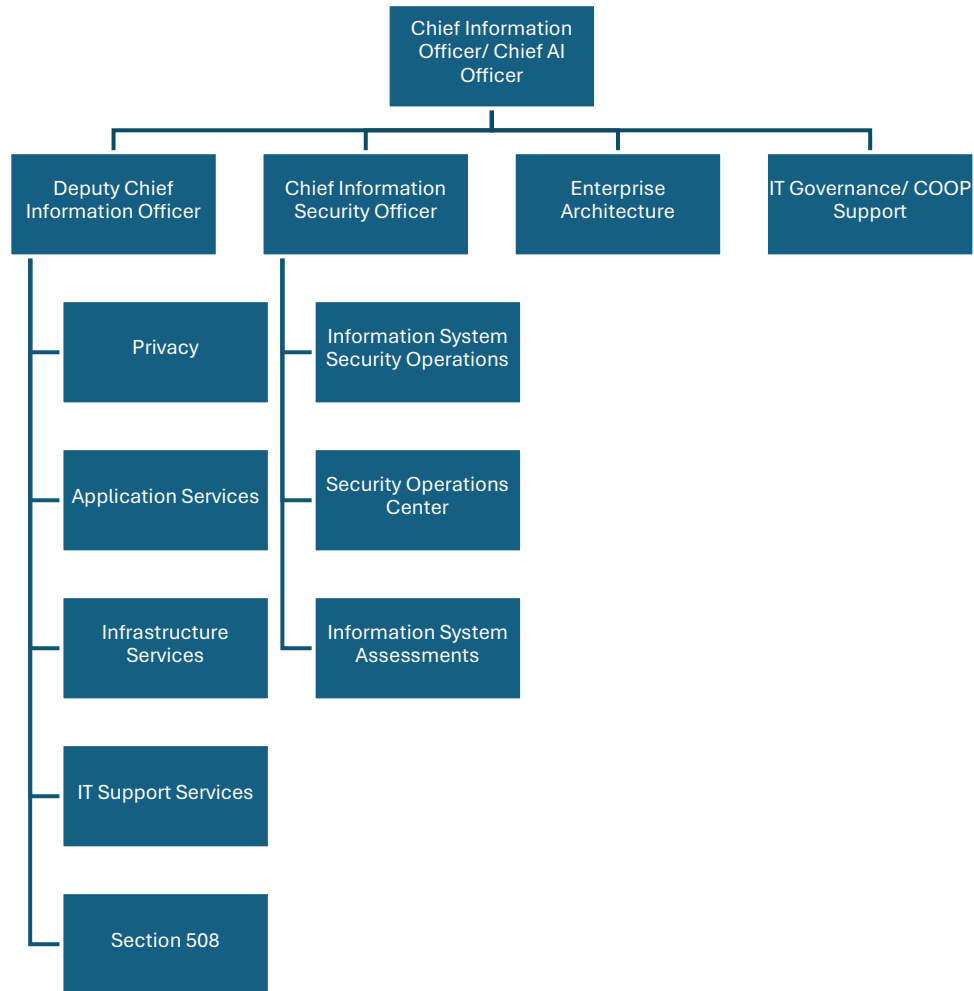 Chief Information
Officer/ Chief AI
Officer
Deputy Chief
Information Officer
Chief Information
Security Officer
Enterprise
Architecture
IT Governance/ COOP
Support
Privacy
Information System
Security Operations
Application Services
Security Operations
Center
Infrastructure
Services
Information System
Assessments
IT Support Services
Section 508